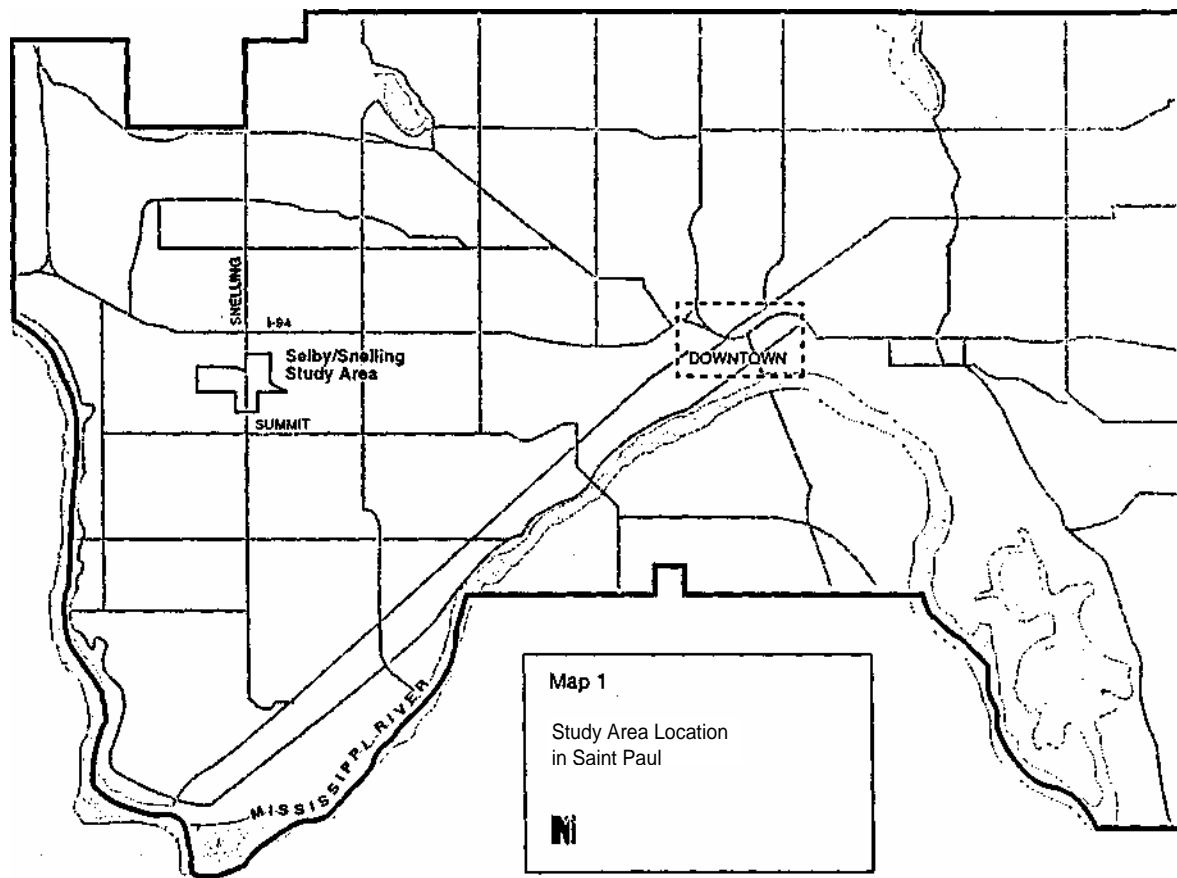 SNELLING
I-94
Selby/Snelling
Study Area
DOWNTOWN
SUMMIT
MISSISSIPPI RIVER
Map 1
Study Area Location
in Saint Paul
N